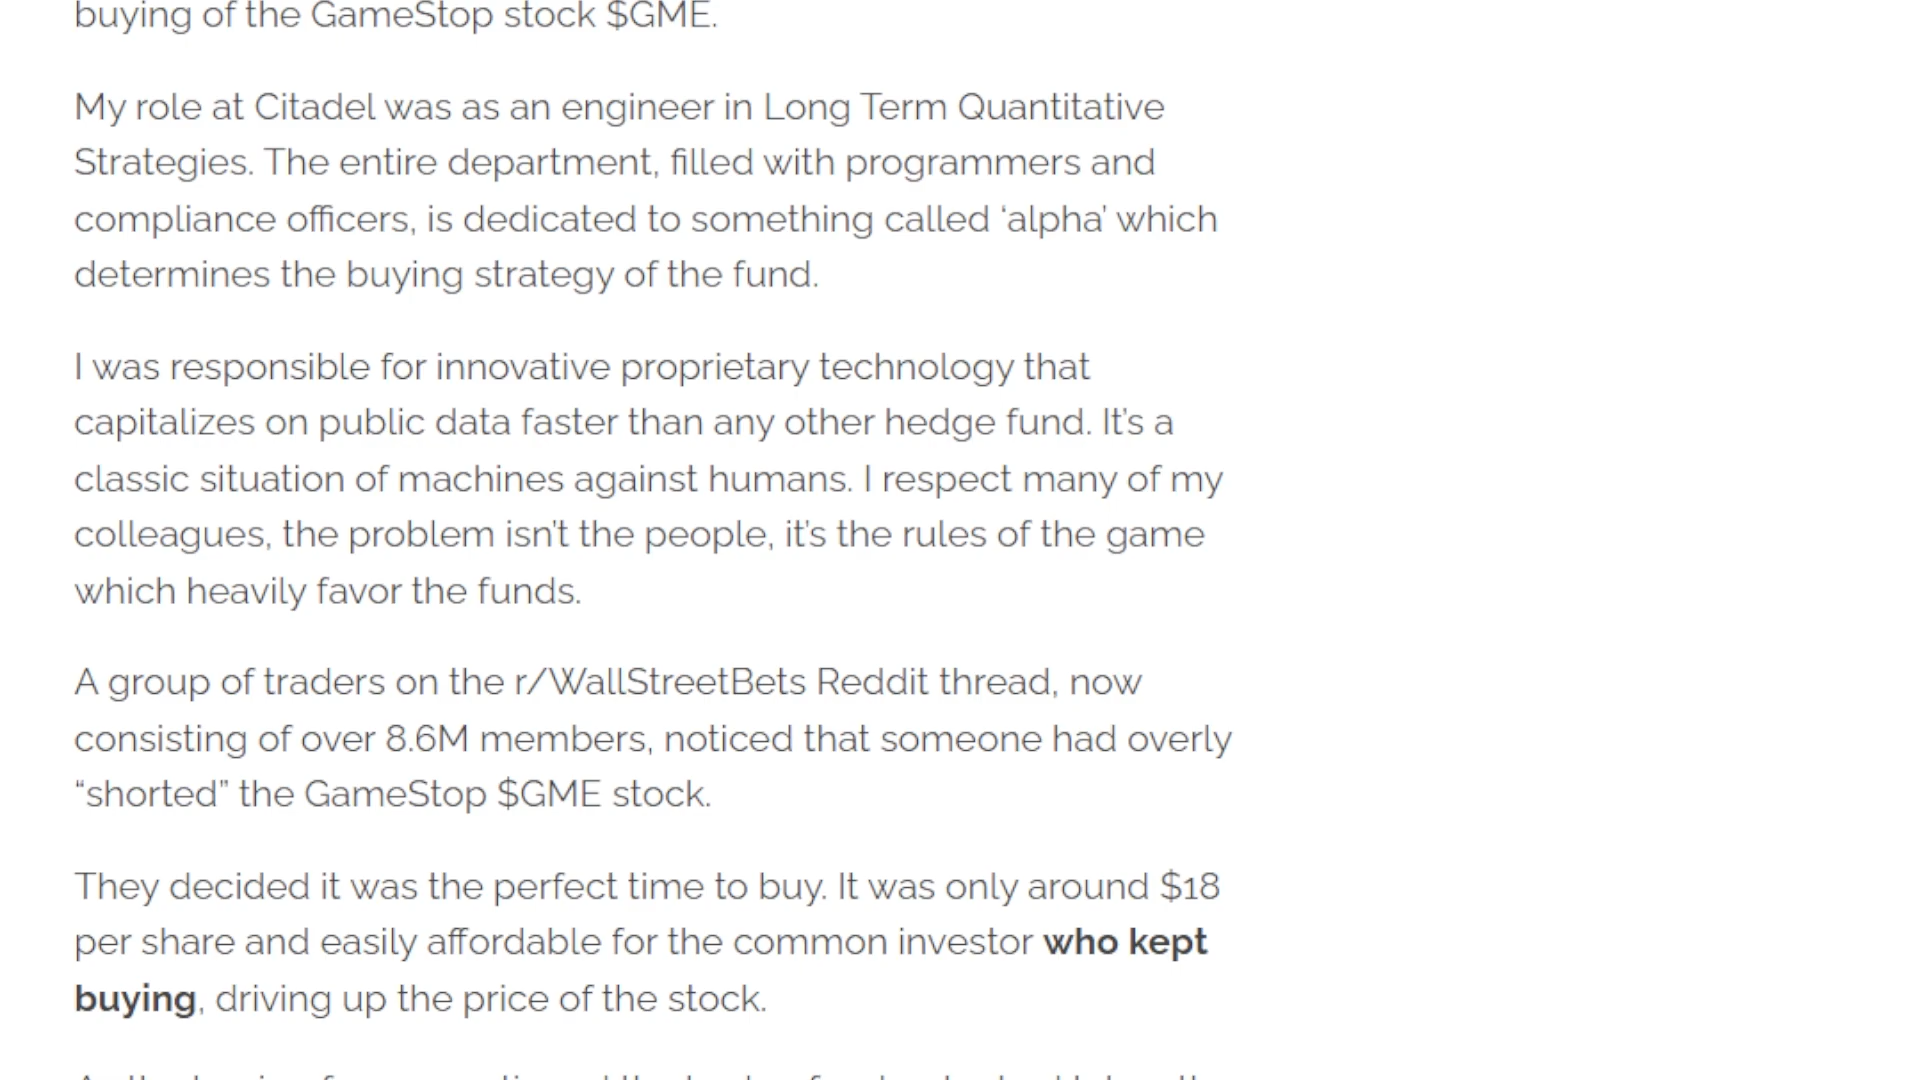 buying of the GameStop stock $GME.
My role at Citadel was as an engineer in Long Term Quantitative
Strategies. The entire department, filled with programmers and
compliance officers, is dedicated to something called ‘alpha’ which
determines the buying strategy of the fund.
I was responsible for innovative proprietary technology that
capitalizes on public data faster than any other hedge fund. It’s a
classic situation of machines against humans. I respect many of my
colleagues, the problem isn’t the people, it’s the rules of the game
which heavily favor the funds.
A group of traders on the r/WallStreetBets Reddit thread, now
consisting of over 8.6M members, noticed that someone had overly
“shorted” the GameStop $GME stock.
They decided it was the perfect time to buy. It was only around $18
per share and easily affordable for the common investor who kept
buying, driving up the price of the stock.